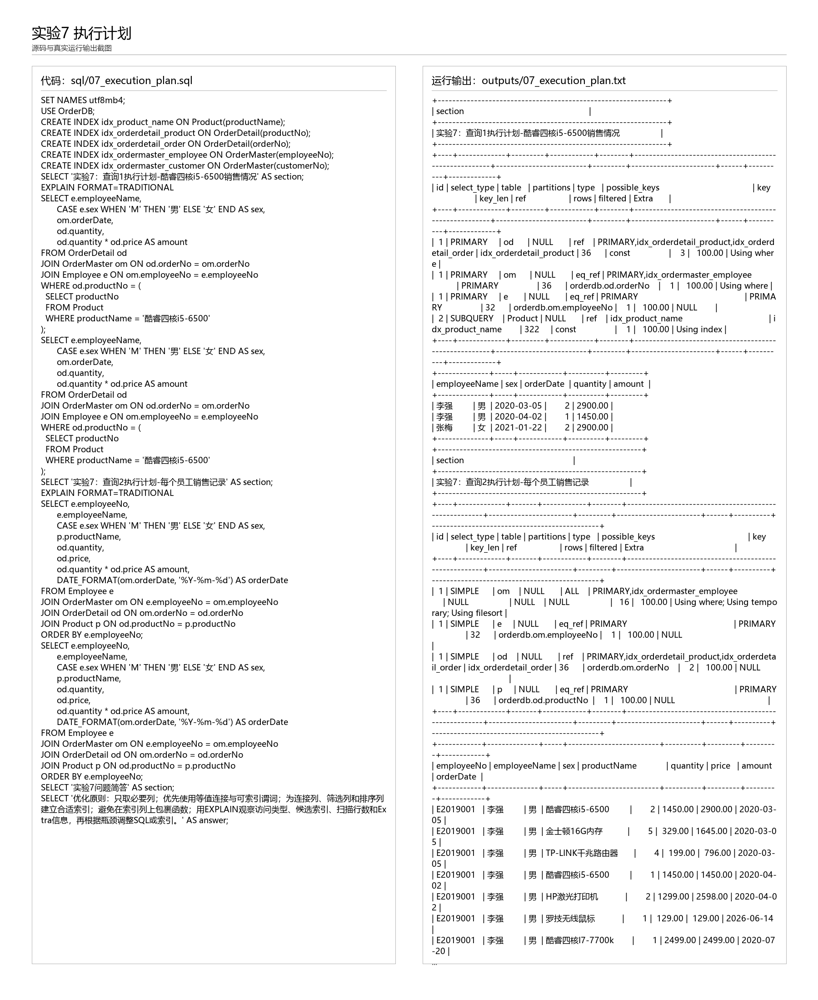 实验7 执行计划
源码与真实运行输出截图
代码：sql/07_execution_plan.sql
SET NAMES utf8mb4;
USE OrderDB;
CREATE INDEX idx_product_name ON Product(productName);
CREATE INDEX idx_orderdetail_product ON OrderDetail(productNo);
CREATE INDEX idx_orderdetail_order ON OrderDetail(orderNo);
CREATE INDEX idx_ordermaster_employee ON OrderMaster(employeeNo);
CREATE INDEX idx_ordermaster_customer ON OrderMaster(customerNo);
SELECT '实验7：查询1执行计划-酷睿四核i5-6500销售情况' AS section;
EXPLAIN FORMAT=TRADITIONAL
SELECT e.employeeName,
CASE e.sex WHEN 'M' THEN '男' ELSE '女' END AS sex,
om.orderDate,
od.quantity,
od.quantity * od.price AS amount
FROM OrderDetail od
JOIN OrderMaster om ON od.orderNo = om.orderNo
JOIN Employee e ON om.employeeNo = e.employeeNo
WHERE od.productNo = (
SELECT productNo
FROM Product
WHERE productName = '酷睿四核i5-6500'
);
SELECT e.employeeName,
CASE e.sex WHEN 'M' THEN '男' ELSE '女' END AS sex,
om.orderDate,
od.quantity,
od.quantity * od.price AS amount
FROM OrderDetail od
JOIN OrderMaster om ON od.orderNo = om.orderNo
JOIN Employee e ON om.employeeNo = e.employeeNo
WHERE od.productNo = (
SELECT productNo
FROM Product
WHERE productName = '酷睿四核i5-6500'
);
SELECT '实验7：查询2执行计划-每个员工销售记录' AS section;
EXPLAIN FORMAT=TRADITIONAL
SELECT e.employeeNo,
e.employeeName,
CASE e.sex WHEN 'M' THEN '男' ELSE '女' END AS sex,
p.productName,
od.quantity,
od.price,
od.quantity * od.price AS amount,
DATE_FORMAT(om.orderDate, '%Y-%m-%d') AS orderDate
FROM Employee e
JOIN OrderMaster om ON e.employeeNo = om.employeeNo
JOIN OrderDetail od ON om.orderNo = od.orderNo
JOIN Product p ON od.productNo = p.productNo
ORDER BY e.employeeNo;
SELECT e.employeeNo,
e.employeeName,
CASE e.sex WHEN 'M' THEN '男' ELSE '女' END AS sex,
p.productName,
od.quantity,
od.price,
od.quantity * od.price AS amount,
DATE_FORMAT(om.orderDate, '%Y-%m-%d') AS orderDate
FROM Employee e
JOIN OrderMaster om ON e.employeeNo = om.employeeNo
JOIN OrderDetail od ON om.orderNo = od.orderNo
JOIN Product p ON od.productNo = p.productNo
ORDER BY e.employeeNo;
SELECT '实验7问题简答' AS section;
SELECT '优化原则：只取必要列；优先使用等值连接与可索引谓词；为连接列、筛选列和排序列
建立合适索引；避免在索引列上包裹函数；用EXPLAIN观察访问类型、候选索引、扫描行数和Ex
tra信息，再根据瓶颈调整SQL或索引。' AS answer;
运行输出：outputs/07_execution_plan.txt
+---------------------------------------------------------------+
| section |
+---------------------------------------------------------------+
| 实验7：查询1执行计划-酷睿四核i5-6500销售情况 |
+---------------------------------------------------------------+
+----+-------------+---------+------------+--------+---------------------------------------
----------------+-------------------------+---------+-----------------------+------+-------
---+-------------+
| id | select_type | table | partitions | type | possible_keys | key
| key_len | ref | rows | filtered | Extra |
+----+-------------+---------+------------+--------+---------------------------------------
----------------+-------------------------+---------+-----------------------+------+-------
---+-------------+
| 1 | PRIMARY | od | NULL | ref | PRIMARY,idx_orderdetail_product,idx_orderd
etail_order | idx_orderdetail_product | 36 | const | 3 | 100.00 | Using wher
e |
| 1 | PRIMARY | om | NULL | eq_ref | PRIMARY,idx_ordermaster_employee
| PRIMARY | 36 | orderdb.od.orderNo | 1 | 100.00 | Using where |
| 1 | PRIMARY | e | NULL | eq_ref | PRIMARY | PRIMA
RY | 32 | orderdb.om.employeeNo | 1 | 100.00 | NULL |
| 2 | SUBQUERY | Product | NULL | ref | idx_product_name | i
dx_product_name | 322 | const | 1 | 100.00 | Using index |
+----+-------------+---------+------------+--------+---------------------------------------
----------------+-------------------------+---------+-----------------------+------+-------
---+-------------+
+--------------+-----+------------+----------+---------+
| employeeName | sex | orderDate | quantity | amount |
+--------------+-----+------------+----------+---------+
| 李强 | 男 | 2020-03-05 | 2 | 2900.00 |
| 李强 | 男 | 2020-04-02 | 1 | 1450.00 |
| 张梅 | 女 | 2021-01-22 | 2 | 2900.00 |
+--------------+-----+------------+----------+---------+
+--------------------------------------------------------+
| section |
+--------------------------------------------------------+
| 实验7：查询2执行计划-每个员工销售记录 |
+--------------------------------------------------------+
+----+-------------+-------+------------+--------+-----------------------------------------
--------------+-----------------------+---------+-----------------------+------+----------+
----------------------------------------------+
| id | select_type | table | partitions | type | possible_keys | key
| key_len | ref | rows | filtered | Extra |
+----+-------------+-------+------------+--------+-----------------------------------------
--------------+-----------------------+---------+-----------------------+------+----------+
----------------------------------------------+
| 1 | SIMPLE | om | NULL | ALL | PRIMARY,idx_ordermaster_employee
| NULL | NULL | NULL | 16 | 100.00 | Using where; Using tempo
rary; Using filesort |
| 1 | SIMPLE | e | NULL | eq_ref | PRIMARY | PRIMARY
| 32 | orderdb.om.employeeNo | 1 | 100.00 | NULL
|
| 1 | SIMPLE | od | NULL | ref | PRIMARY,idx_orderdetail_product,idx_orderdeta
il_order | idx_orderdetail_order | 36 | orderdb.om.orderNo | 2 | 100.00 | NULL
|
| 1 | SIMPLE | p | NULL | eq_ref | PRIMARY | PRIMARY
| 36 | orderdb.od.productNo | 1 | 100.00 | NULL |
+----+-------------+-------+------------+--------+-----------------------------------------
--------------+-----------------------+---------+-----------------------+------+----------+
----------------------------------------------+
+------------+--------------+-----+-------------------------+----------+---------+--------
-+------------+
| employeeNo | employeeName | sex | productName | quantity | price | amount
| orderDate |
+------------+--------------+-----+-------------------------+----------+---------+--------
-+------------+
| E2019001 | 李强 | 男 | 酷睿四核i5-6500 | 2 | 1450.00 | 2900.00 | 2020-03-
05 |
| E2019001 | 李强 | 男 | 金士顿16G内存 | 5 | 329.00 | 1645.00 | 2020-03-0
5 |
| E2019001 | 李强 | 男 | TP-LINK千兆路由器 | 4 | 199.00 | 796.00 | 2020-03-
05 |
| E2019001 | 李强 | 男 | 酷睿四核i5-6500 | 1 | 1450.00 | 1450.00 | 2020-04-
02 |
| E2019001 | 李强 | 男 | HP激光打印机 | 2 | 1299.00 | 2598.00 | 2020-04-0
2 |
| E2019001 | 李强 | 男 | 罗技无线鼠标 | 1 | 129.00 | 129.00 | 2026-06-14
|
| E2019001 | 李强 | 男 | 酷睿四核I7-7700k | 1 | 2499.00 | 2499.00 | 2020-07
-20 |
...